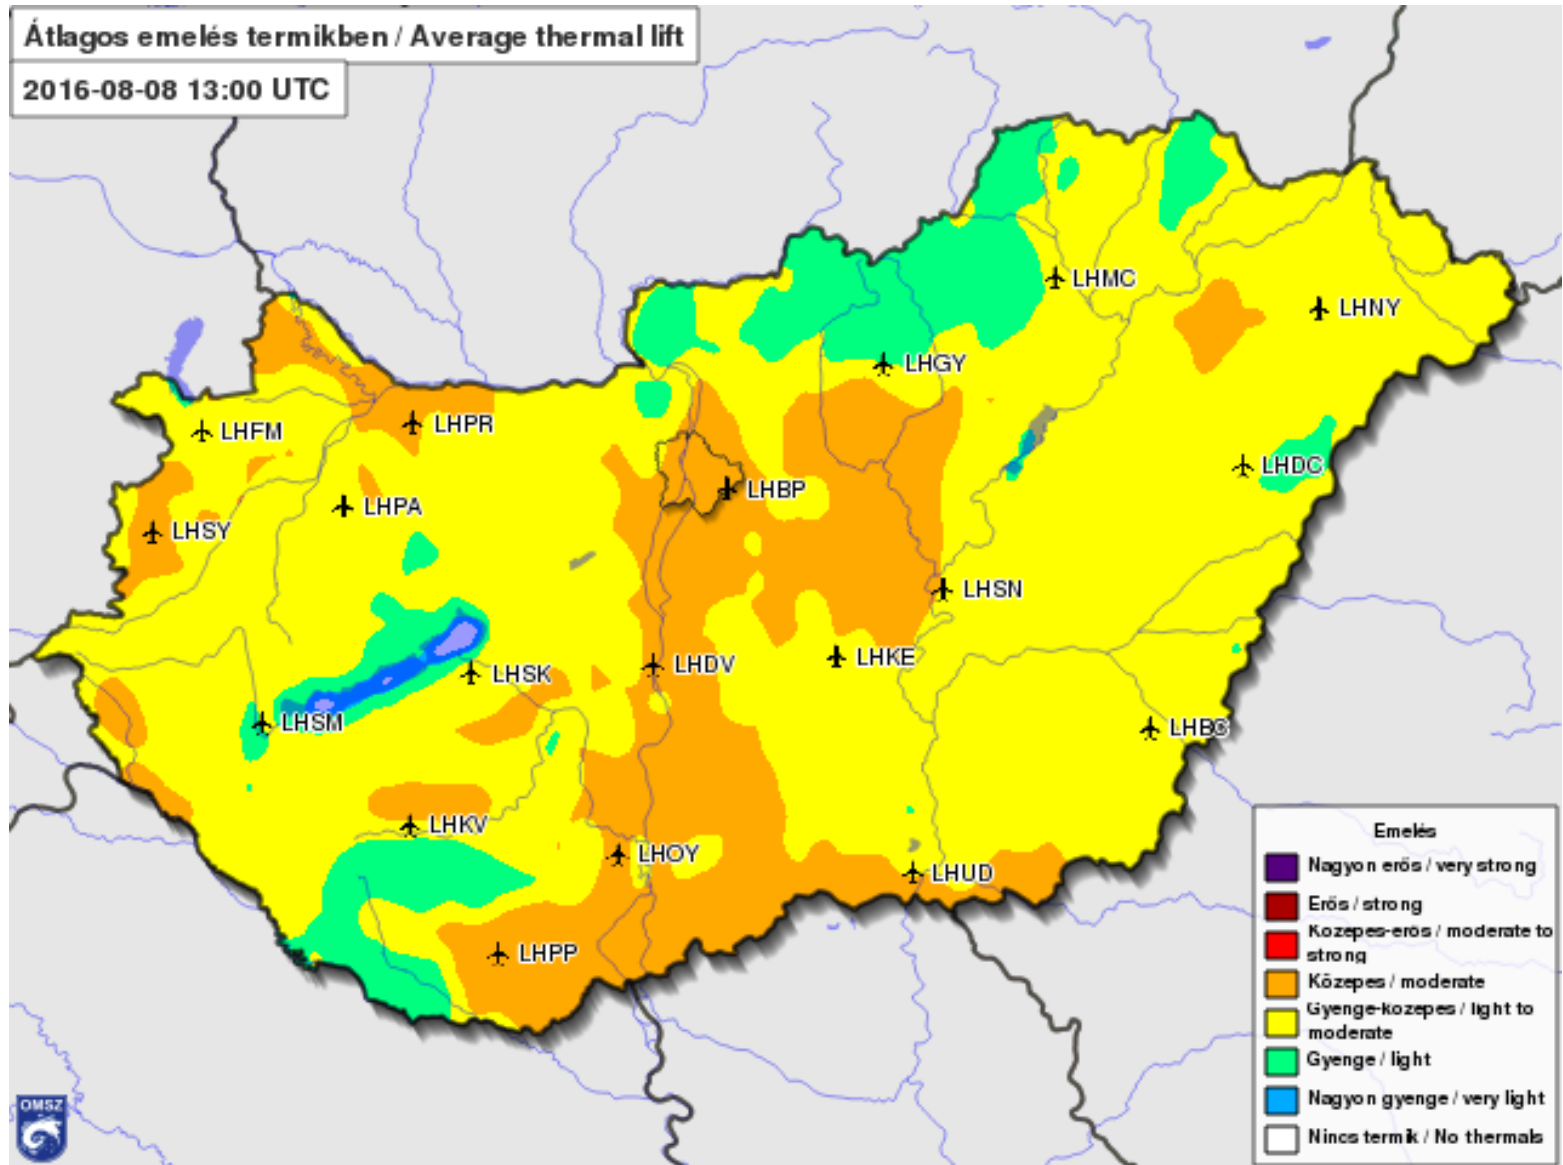 Átlagos emelés termikben / Average thermal lift
2016-08-08 13:00 UTC
LHMC
LHNY
LHGY
LHPR
LHFM
LHDC
LHBP
LHPA
LHSY
LHSN
LHKE
LHDV
LHSK
LHSM
LHBC
LHKV
LHOY
LHUD
LHPP
Emelés
Nagyon erős / very strong
Erős / strong
Közepes-erős / moderate to
strong
Közepes / moderate
Gyenge-közepes / light to
moderate
Gyenge / light
Nagyon gyenge / very light
Nincs termik / No thermals
OMSZ